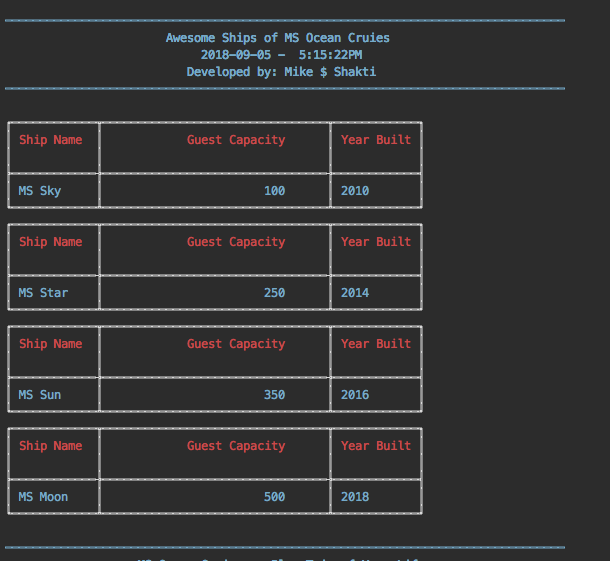 Awesome Ships of MS Ocean Cruies
2018-09-05 - 5:15:22PM
Developed by: Mike $ Shakti
Ship Name Guest Capacity Year Built
MS Sky 100 2010
Ship Name Guest Capacity Year Built
MS Star 250 2014
Ship Name Guest Capacity Year Built
MS Sun 350 2016
Ship Name Guest Capacity Year Built
MS Moon 500 2018